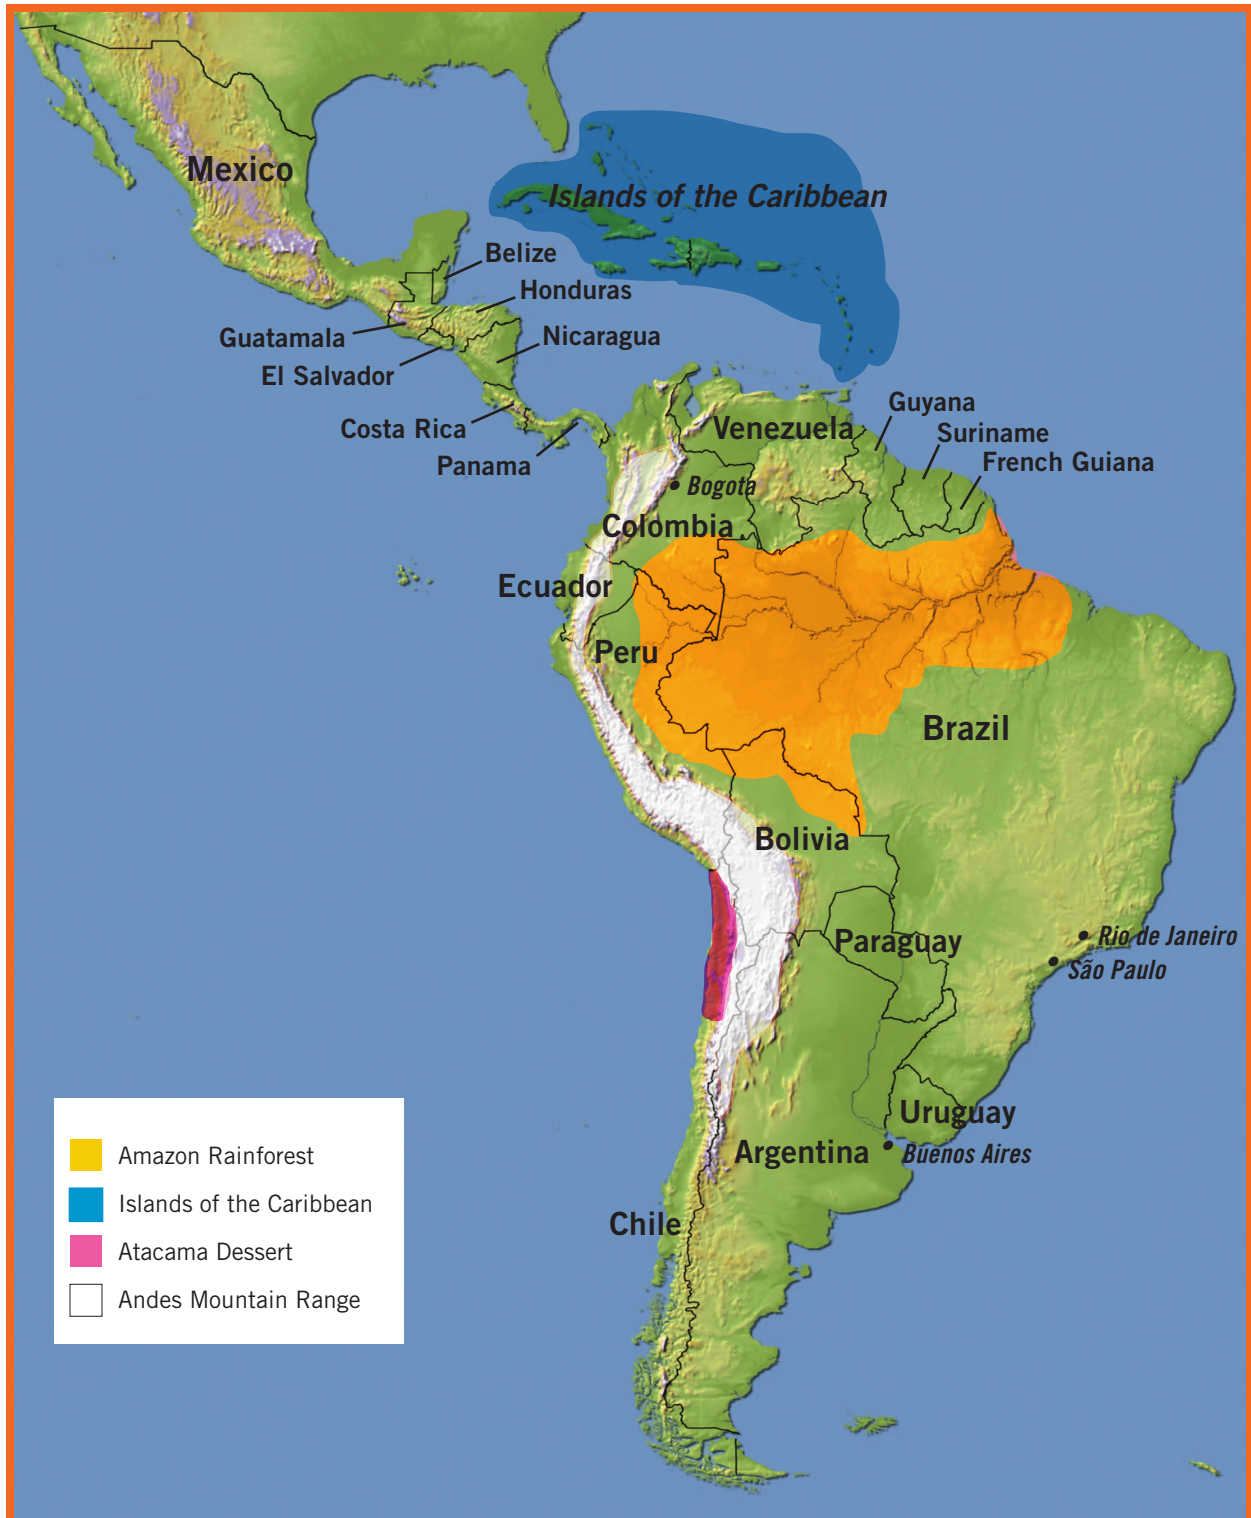 Mexico
Islands of the Caribbean
Belize
Honduras
Guatamala
Nicaragua
El Salvador
Costa Rica
Panama
Venezuela
Guyana
Suriname
French Guiana
Bogota
Colombia
Ecuador
Peru
Brazil
Bolivia
Paraguay
Rio de Janeiro
São Paulo
Uruguay
Argentina
Buenos Aires
Chile
Amazon Rainforest
Islands of the Caribbean
Atacama Dessert
Andes Mountain Range